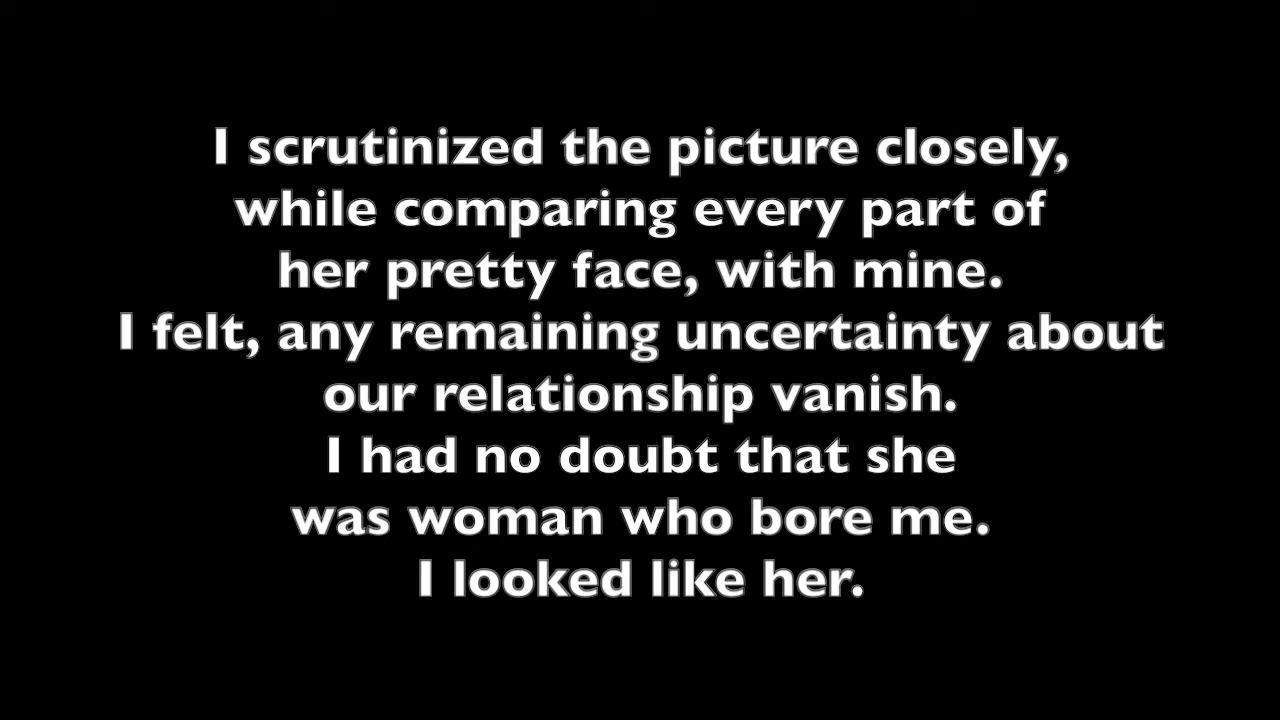 I scrutinized the picture closely,
while comparing every part of
her pretty face, with mine.
I felt, any remaining uncertainty about
our relationship vanish.
I had no doubt that she
was woman who bore me.
I looked like her.